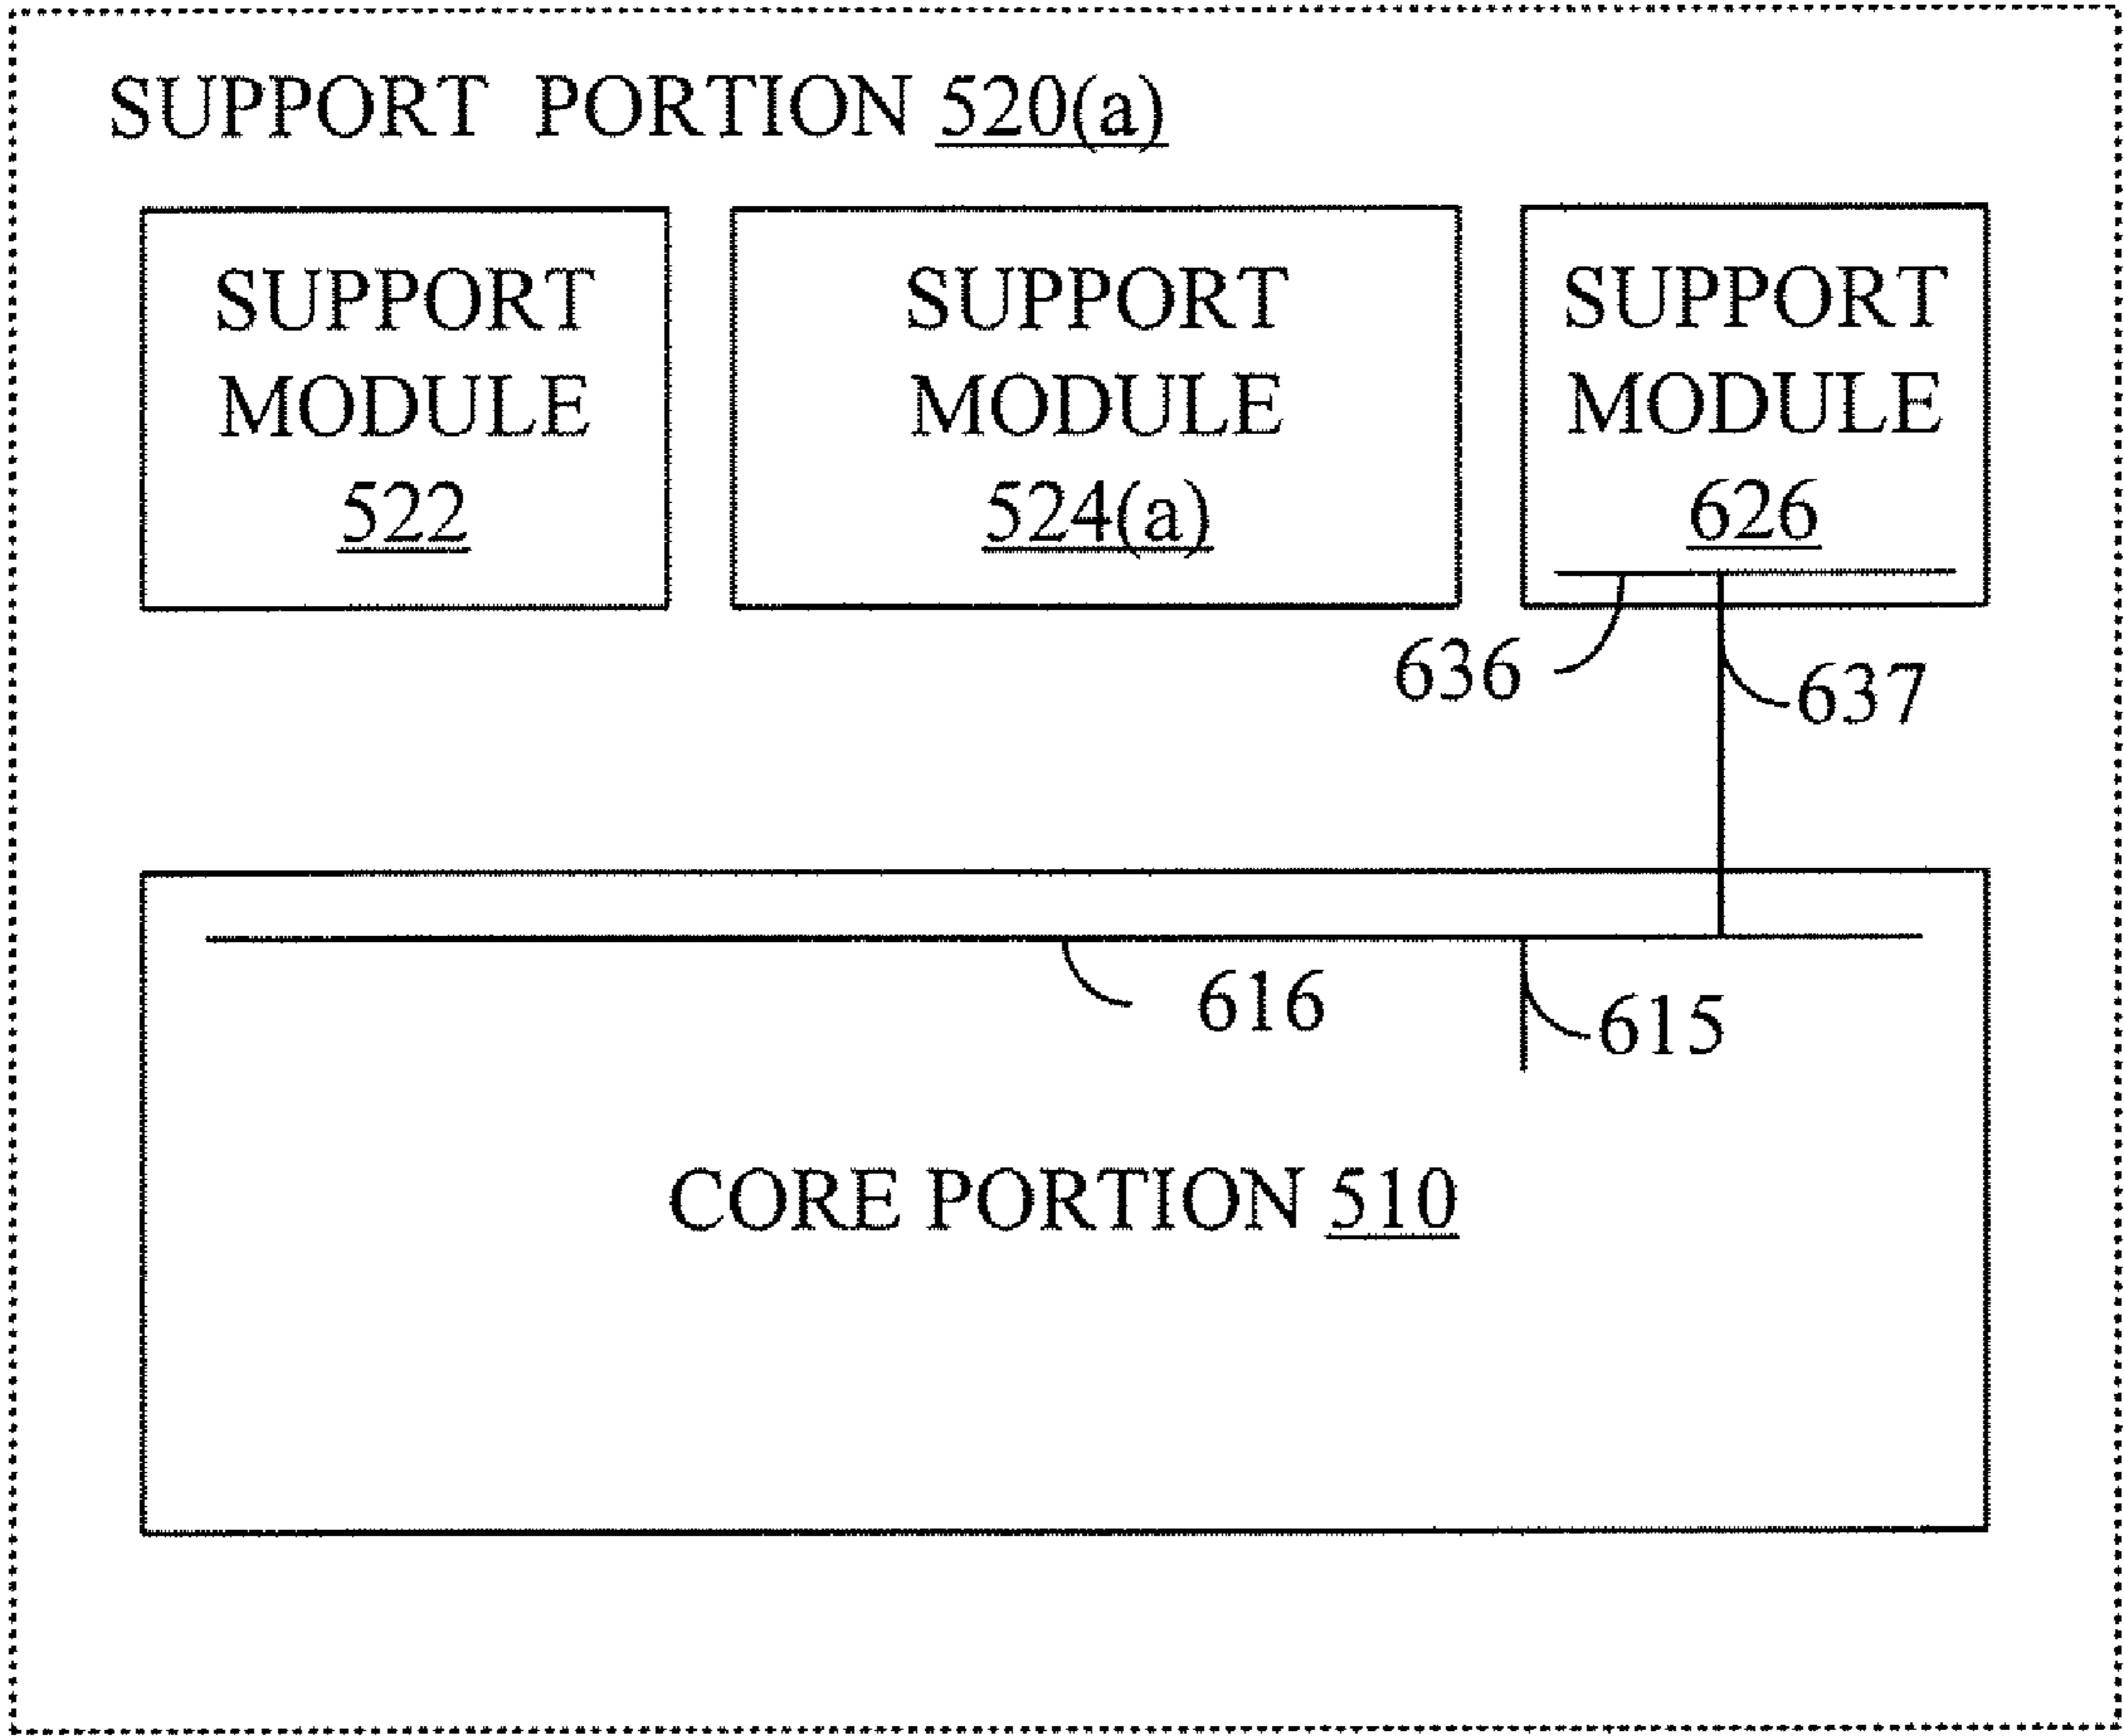 SUPPORT PORTION 520(a)
SUPPORT
MODULE
522
SUPPORT
MODULE
524(a)
SUPPORT
MODULE
626
636
637
616
615
CORE PORTION 510